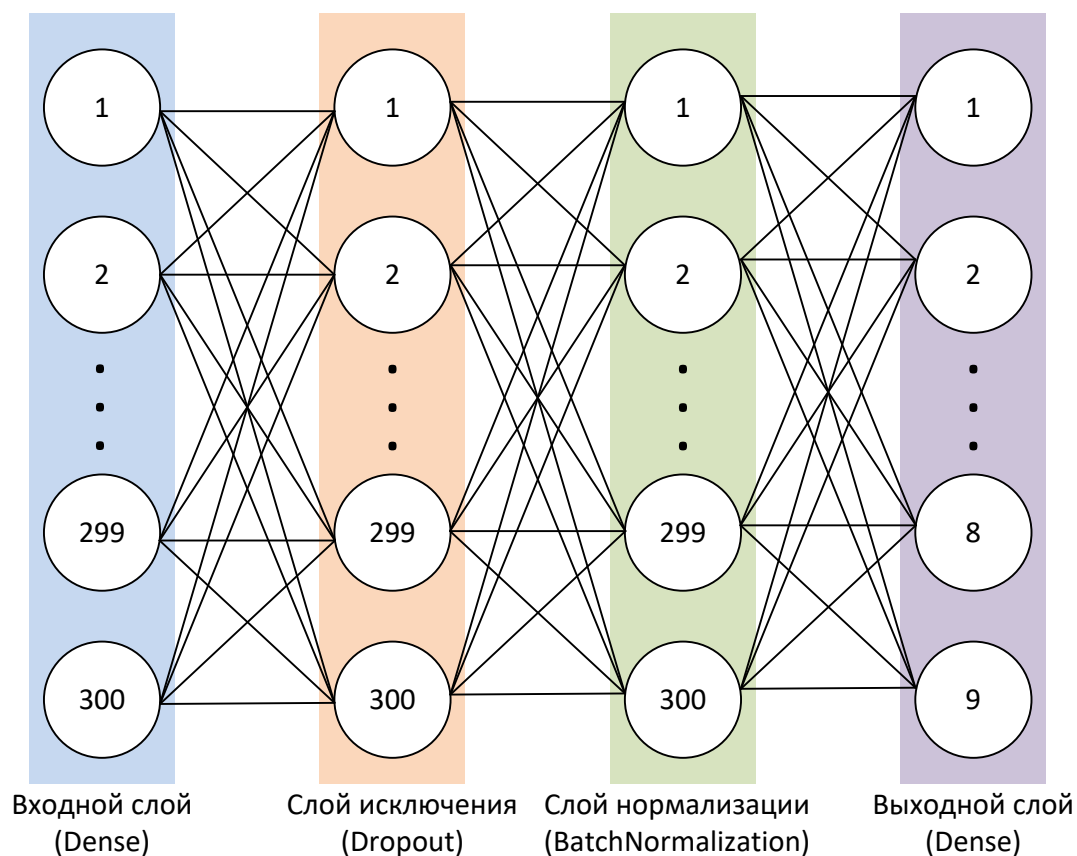 1 1 1 1
2 2 2 2
299 299 299 8
300 300 300 9
Входной слой
(Dense)
Слой исключения
(Dropout)
Слой нормализации
(BatchNormalization)
Выходной слой
(Dense)